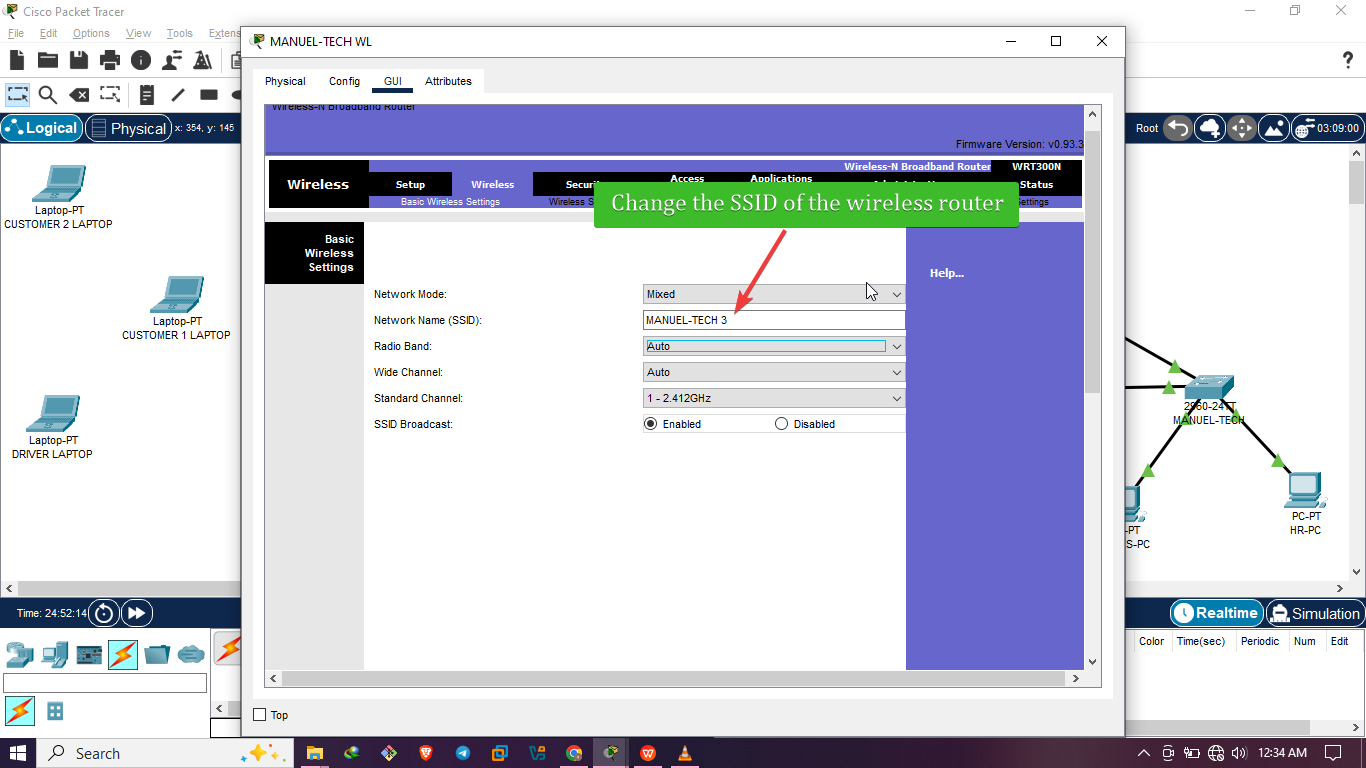 Cisco Packet Tracer
File Edit Options View Tools Extens
MANUEL-TECH WL
Physical Config GUI Attributes
Logical Physical x: 354, y: 145
Root 03:09:00
Wireless-N Broadband Router
Firmware Version: v0.93.3
Wireless-N Broadband Router WRT300N
Wireless Setup Wireless Securi Access Applications Status
Basic Wireless Settings Wireless S ettings
Change the SSID of the wireless router
Basic
Wireless
Settings
Help...
Network Mode: Mixed
Network Name (SSID): MANUEL-TECH 3
Radio Band: Auto
Wide Channel: Auto
Standard Channel: 1 - 2.412GHz
SSID Broadcast: Enabled Disabled
Laptop-PT
CUSTOMER 2 LAPTOP
Laptop-PT
CUSTOMER 1 LAPTOP
Laptop-PT
DRIVER LAPTOP
2960-24TT
MANUEL-TECH
PC-PT
HR-PC
-PT
S-PC
Time: 24:52:14
Realtime Simulation
Color Time(sec) Periodic Num Edit
Top
Search
12:34 AM